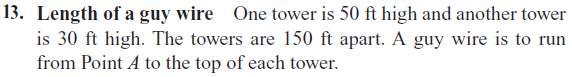 13. Length of a guy wire One tower is 50 ft high and another tower
is 30 ft high. The towers are 150 ft apart. A guy wire is to run
from Point A to the top of each tower.